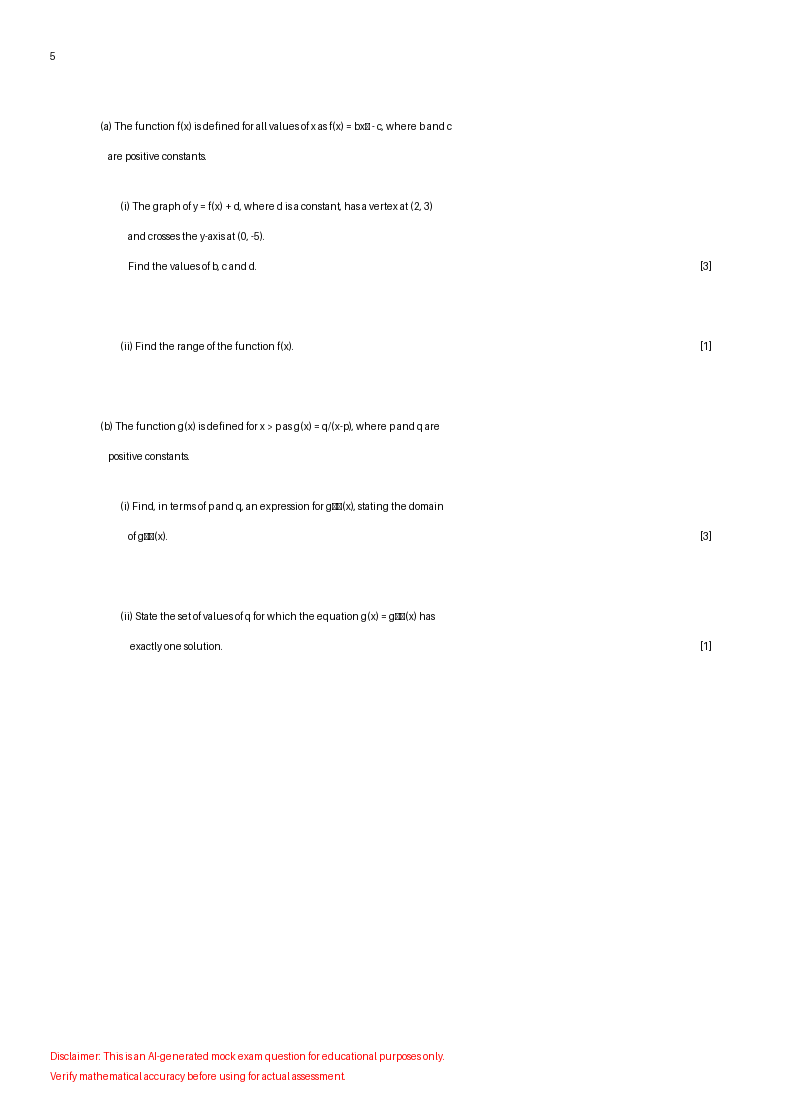 5
(a) The function f(x) is defined for all values of x as f(x) = bx□ - c, where b and c
are positive constants.
(i) The graph of y = f(x) + d, where d is a constant, has a vertex at (2, 3)
and crosses the y-axis at (0, -5).
Find the values of b, c and d. [3]
(ii) Find the range of the function f(x). [1]
(b) The function g(x) is defined for x > p as g(x) = q/(x-p), where p and q are
positive constants.
(i) Find, in terms of p and q, an expression for g□□(x), stating the domain
of g□□(x). [3]
(ii) State the set of values of q for which the equation g(x) = g□□(x) has
exactly one solution. [1]
Disclaimer: This is an AI-generated mock exam question for educational purposes only.
Verify mathematical accuracy before using for actual assessment.